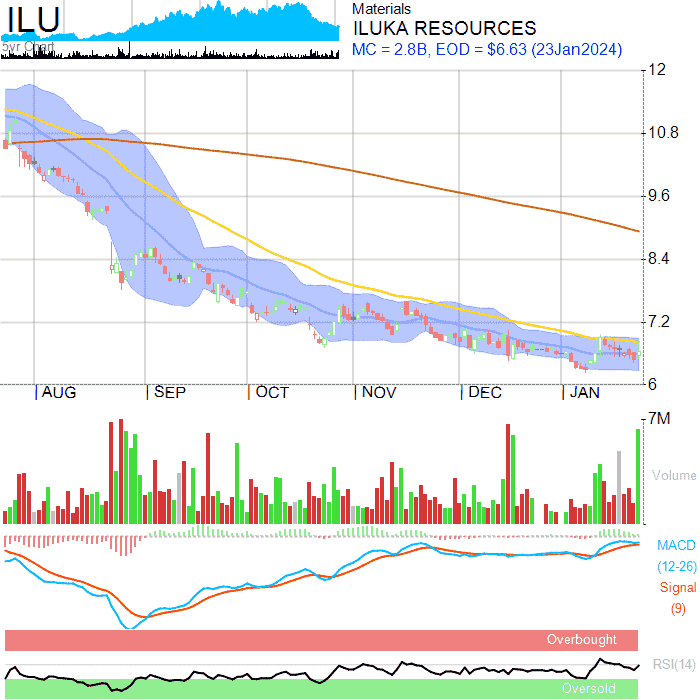 ILU
5yr Chart
Materials
ILUKA RESOURCES
MC = 2.8B, EOD = $6.63 (23Jan2024)
12
10.8
9.6
8.4
7.2
6
AUG SEP OCT NOV DEC JAN
7M
Volume
MACD
(12-26)
Signal
(9)
Overbought
RSI(14)
Oversold